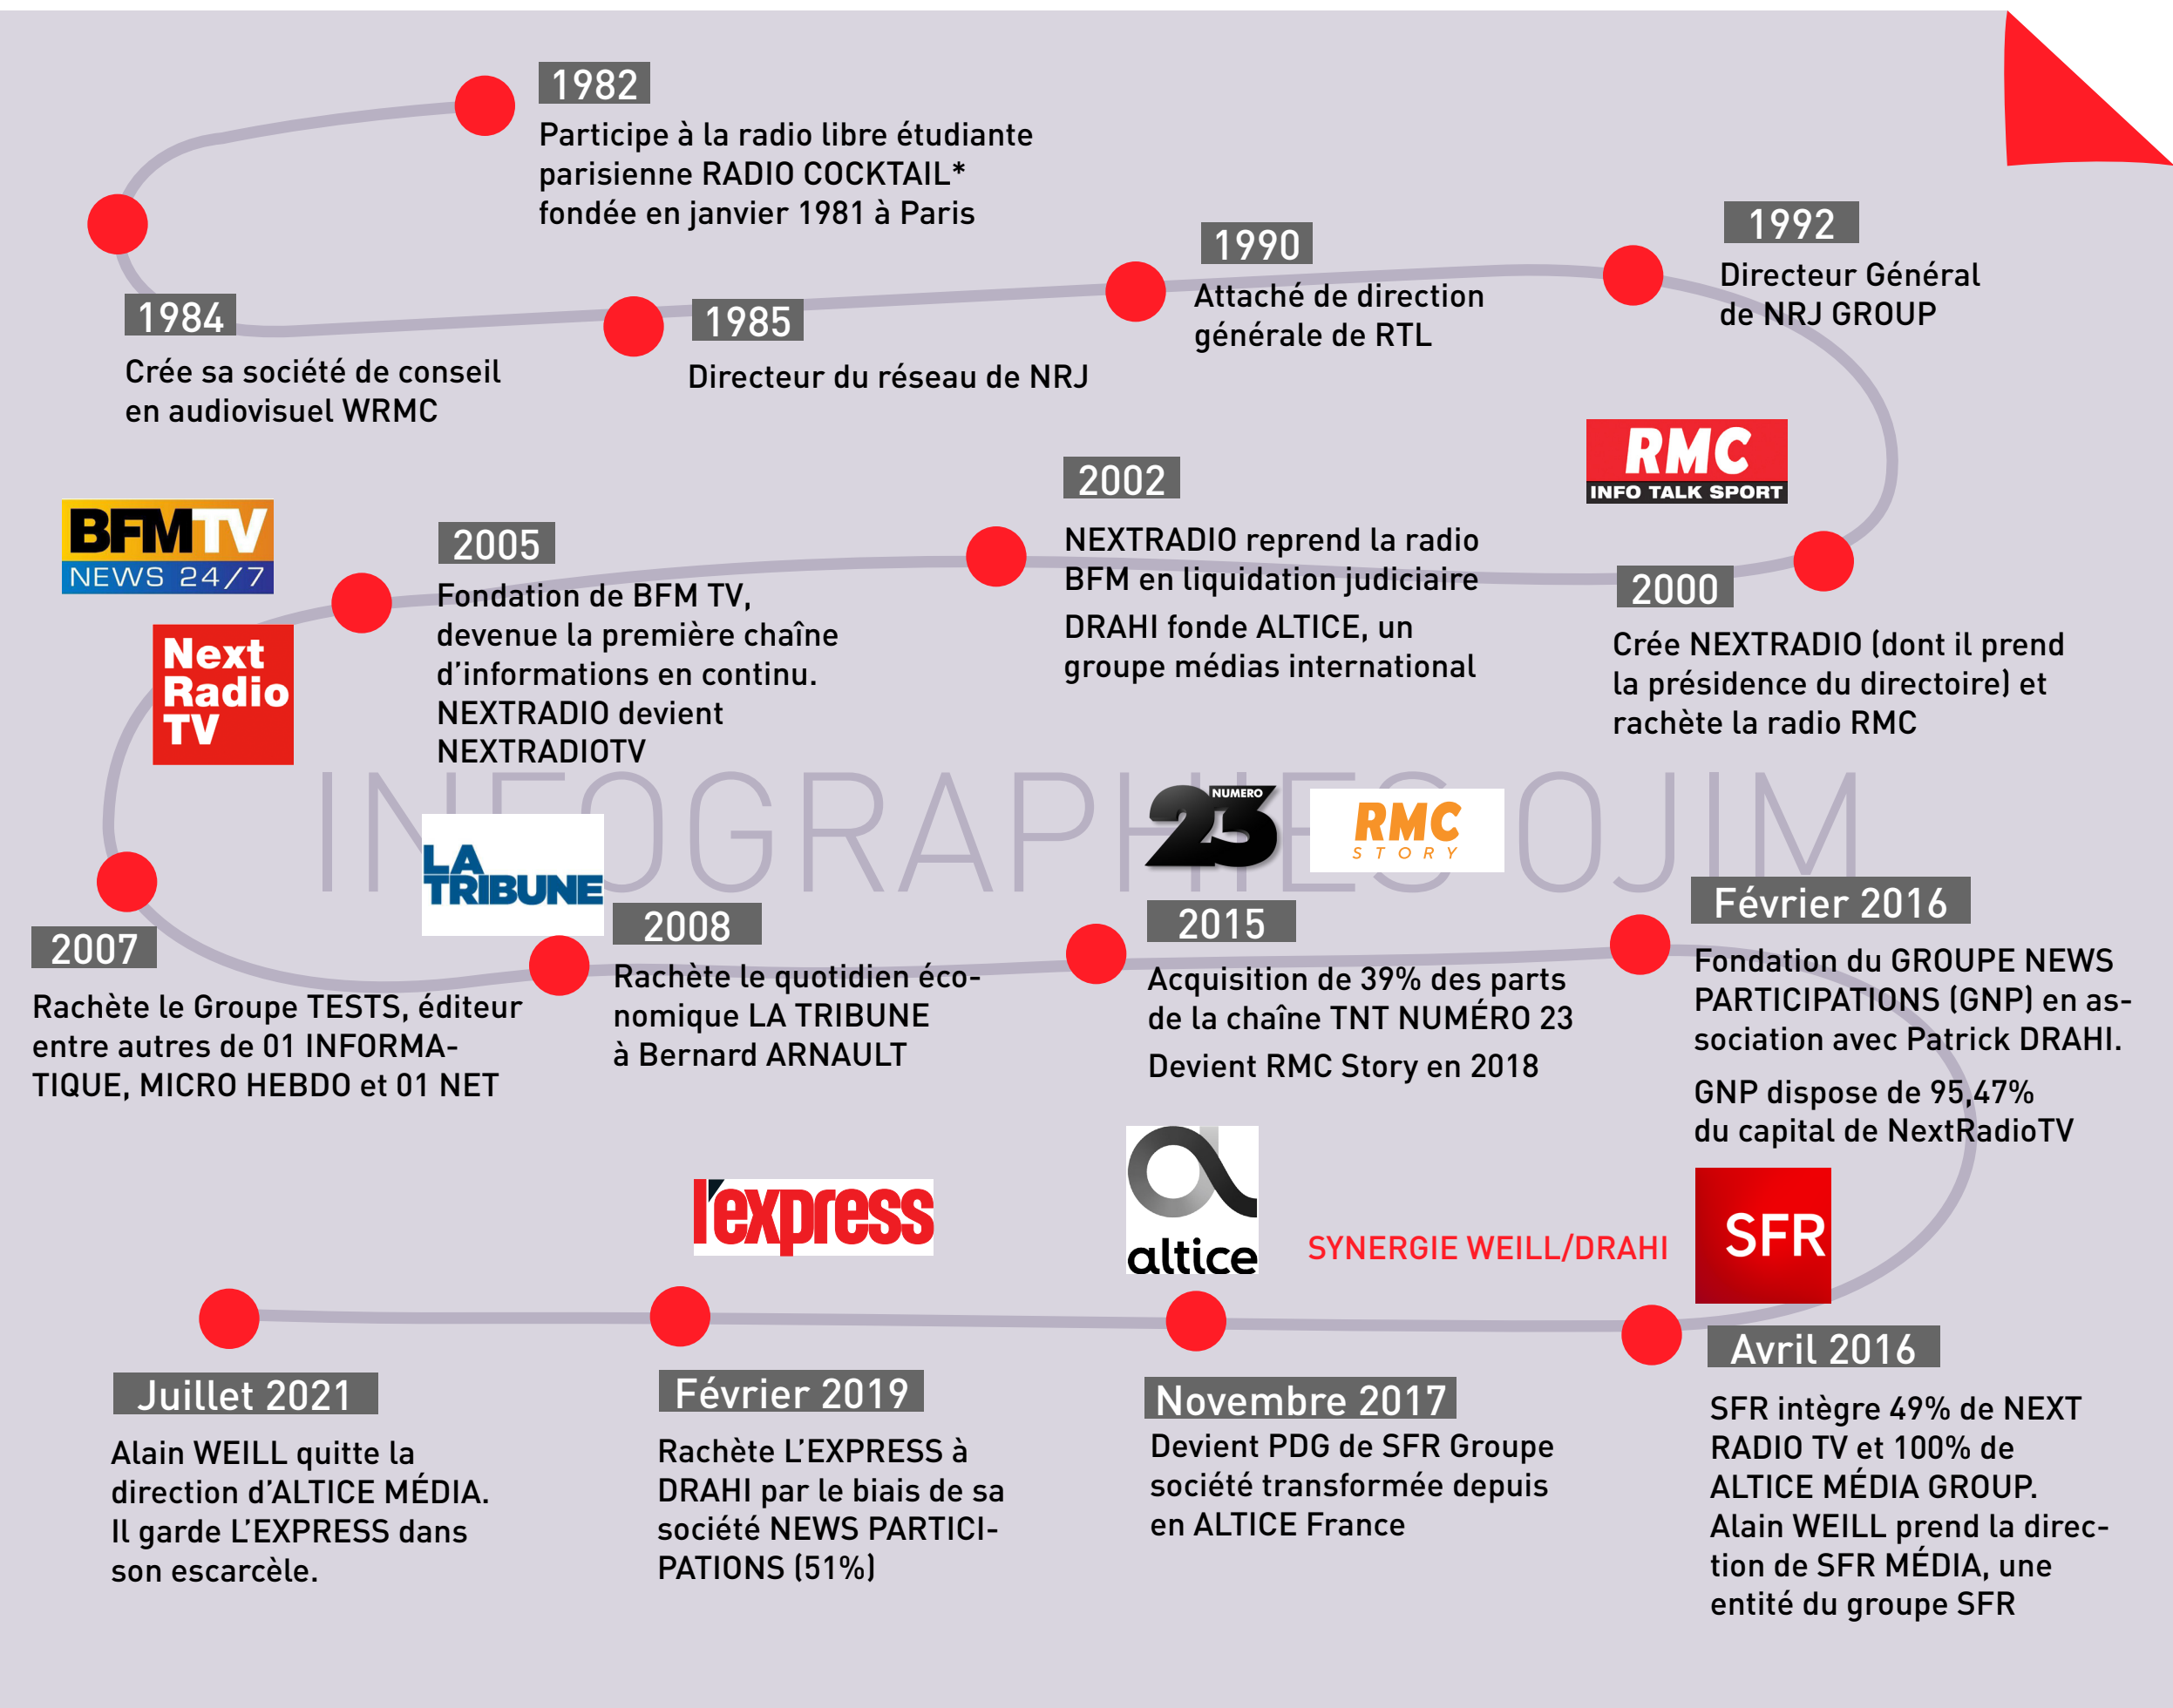 1982
Participe à la radio libre étudiante
parisienne RADIO COCKTAIL*
fondée en janvier 1981 à Paris
1984
Crée sa société de conseil
en audiovisuel WRMC
1985
Directeur du réseau de NRJ
1990
Attaché de direction
générale de RTL
1992
Directeur Général
de NRJ GROUP
RMC
INFO TALK SPORT
2000
Crée NEXTRADIO (dont il prend
la présidence du directoire) et
rachète la radio RMC
2002
NEXTRADIO reprend la radio
BFM en liquidation judiciaire
DRAHI fonde ALTICE, un
groupe médias international
BFMTV
NEWS 24/7
Next
Radio
TV
2005
Fondation de BFM TV,
devenue la première chaîne
d’informations en continu.
NEXTRADIO devient
NEXTRADIOTV
INFOGRAPHIES OJIM
2007
Rachète le Groupe TESTS, éditeur
entre autres de 01 INFORMA-
TIQUE, MICRO HEBDO et 01 NET
LA
TRIBUNE
2008
Rachète le quotidien éco-
nomique LA TRIBUNE
à Bernard ARNAULT
NUMERO
23
RMC
STORY
2015
Acquisition de 39% des parts
de la chaîne TNT NUMÉRO 23
Devient RMC Story en 2018
Février 2016
Fondation du GROUPE NEWS
PARTICIPATIONS (GNP) en as-
sociation avec Patrick DRAHI.
GNP dispose de 95,47%
du capital de NextRadioTV
SFR
SYNERGIE WEILL/DRAHI
Avril 2016
SFR intègre 49% de NEXT
RADIO TV et 100% de
ALTICE MÉDIA GROUP.
Alain WEILL prend la direc-
tion de SFR MÉDIA, une
entité du groupe SFR
altice
Novembre 2017
Devient PDG de SFR Groupe
société transformée depuis
en ALTICE France
l'express
Février 2019
Rachète L’EXPRESS à
DRAHI par le biais de sa
société NEWS PARTICI-
PATIONS (51%)
Juillet 2021
Alain WEILL quitte la
direction d’ALTICE MÉDIA.
Il garde L’EXPRESS dans
son escarcèle.